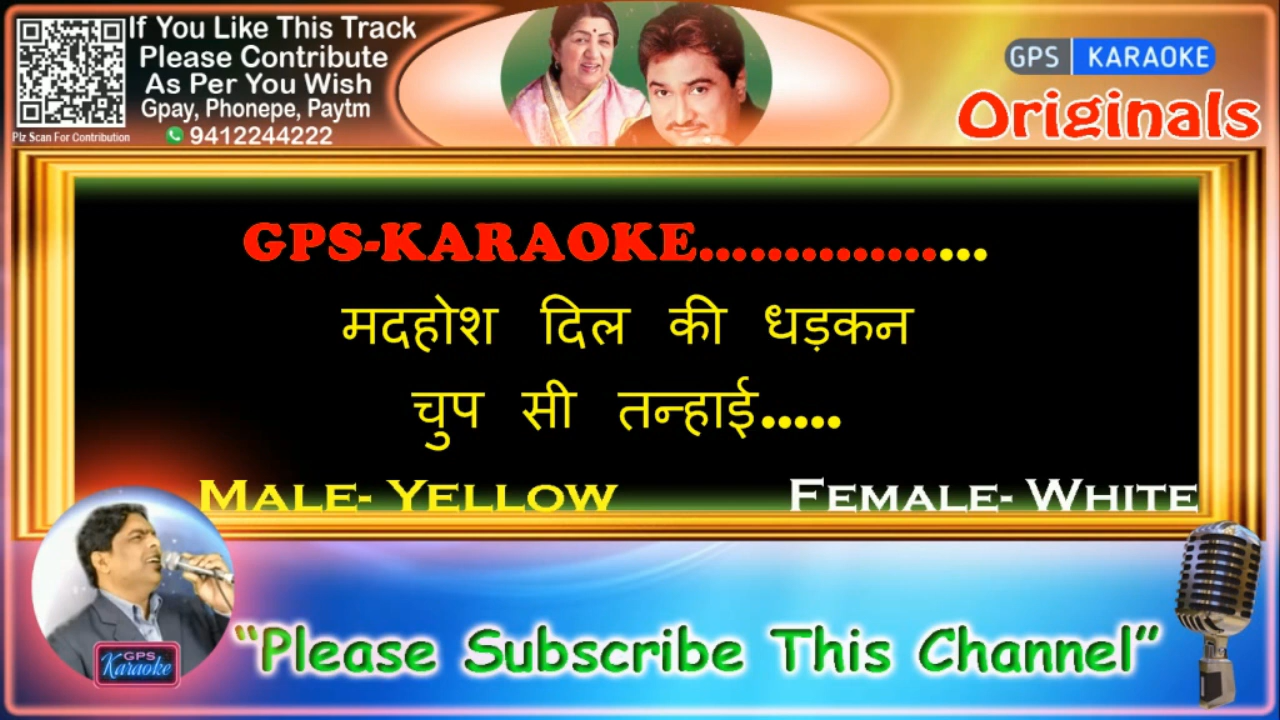 If You Like This Track
Please Contribute
As Per You Wish
Gpay, Phonepe, Paytm
Plz Scan For Contribution
9412244222
GPS KARAOKE
Originals
GPS-KARAOKE..................
मदहोश दिल की धड़कन
चुप सी तन्हाई.....
MALE- YELLOW FEMALE- WHITE
GPS
Karaoke
“Please Subscribe This Channel”